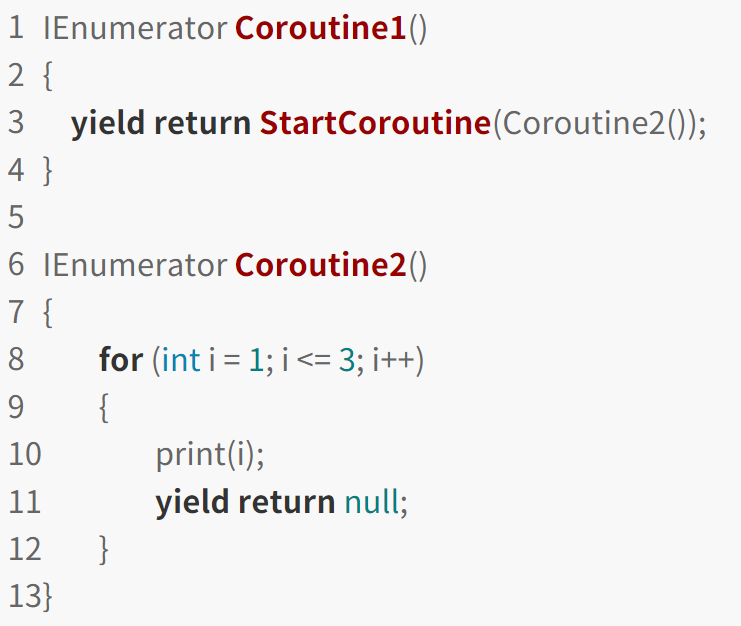 1 IEnumerator Coroutine1()
2 {
3 yield return StartCoroutine(Coroutine2());
4 }
5
6 IEnumerator Coroutine2()
7 {
8 for (int i = 1; i <= 3; i++)
9 {
10 print(i);
11 yield return null;
12 }
13}